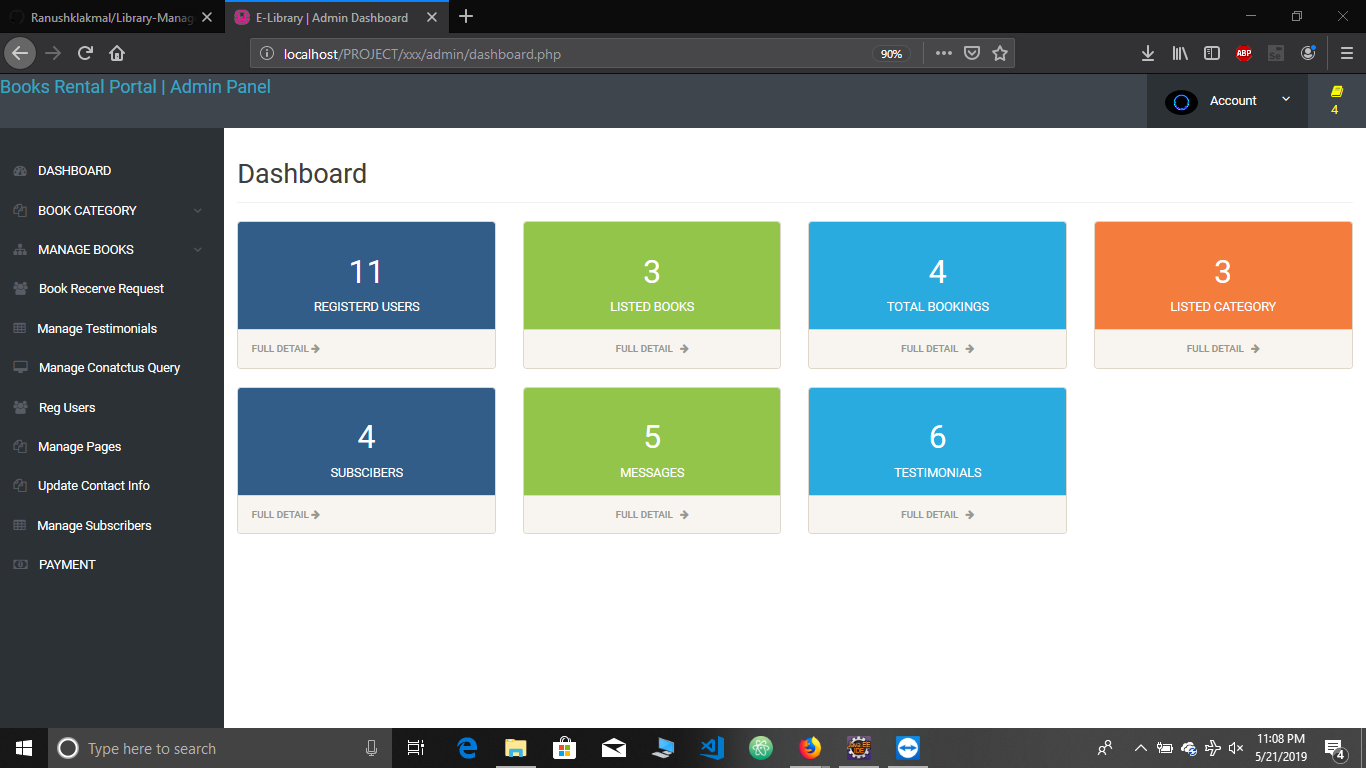 Ranushklakmal/Library-Manag
E-Library | Admin Dashboard
localhost/PROJECT/xxx/admin/dashboard.php
90%
ABP
Books Rental Portal | Admin Panel
Account
4
DASHBOARD
BOOK CATEGORY
MANAGE BOOKS
Book Recerve Request
Manage Testimonials
Manage Conatctus Query
Reg Users
Manage Pages
Update Contact Info
Manage Subscribers
PAYMENT
Dashboard
11
REGISTERD USERS
FULL DETAIL
3
LISTED BOOKS
FULL DETAIL
4
TOTAL BOOKINGS
FULL DETAIL
3
LISTED CATEGORY
FULL DETAIL
4
SUBSCIBERS
FULL DETAIL
5
MESSAGES
FULL DETAIL
6
TESTIMONIALS
FULL DETAIL
Type here to search
11:08 PM
5/21/2019
4